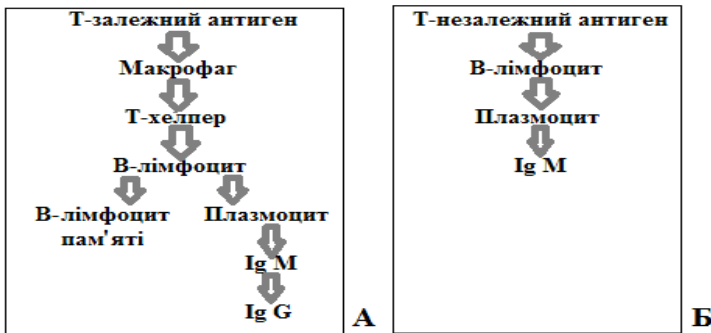 Т-залежний антиген
Макрофаг
Т-хелпер
В-лімфоцит
В-лімфоцит
пам'яті
Плазмоцит
Ig M
Ig G
А
Т-незалежний антиген
В-лімфоцит
Плазмоцит
Ig M
Б